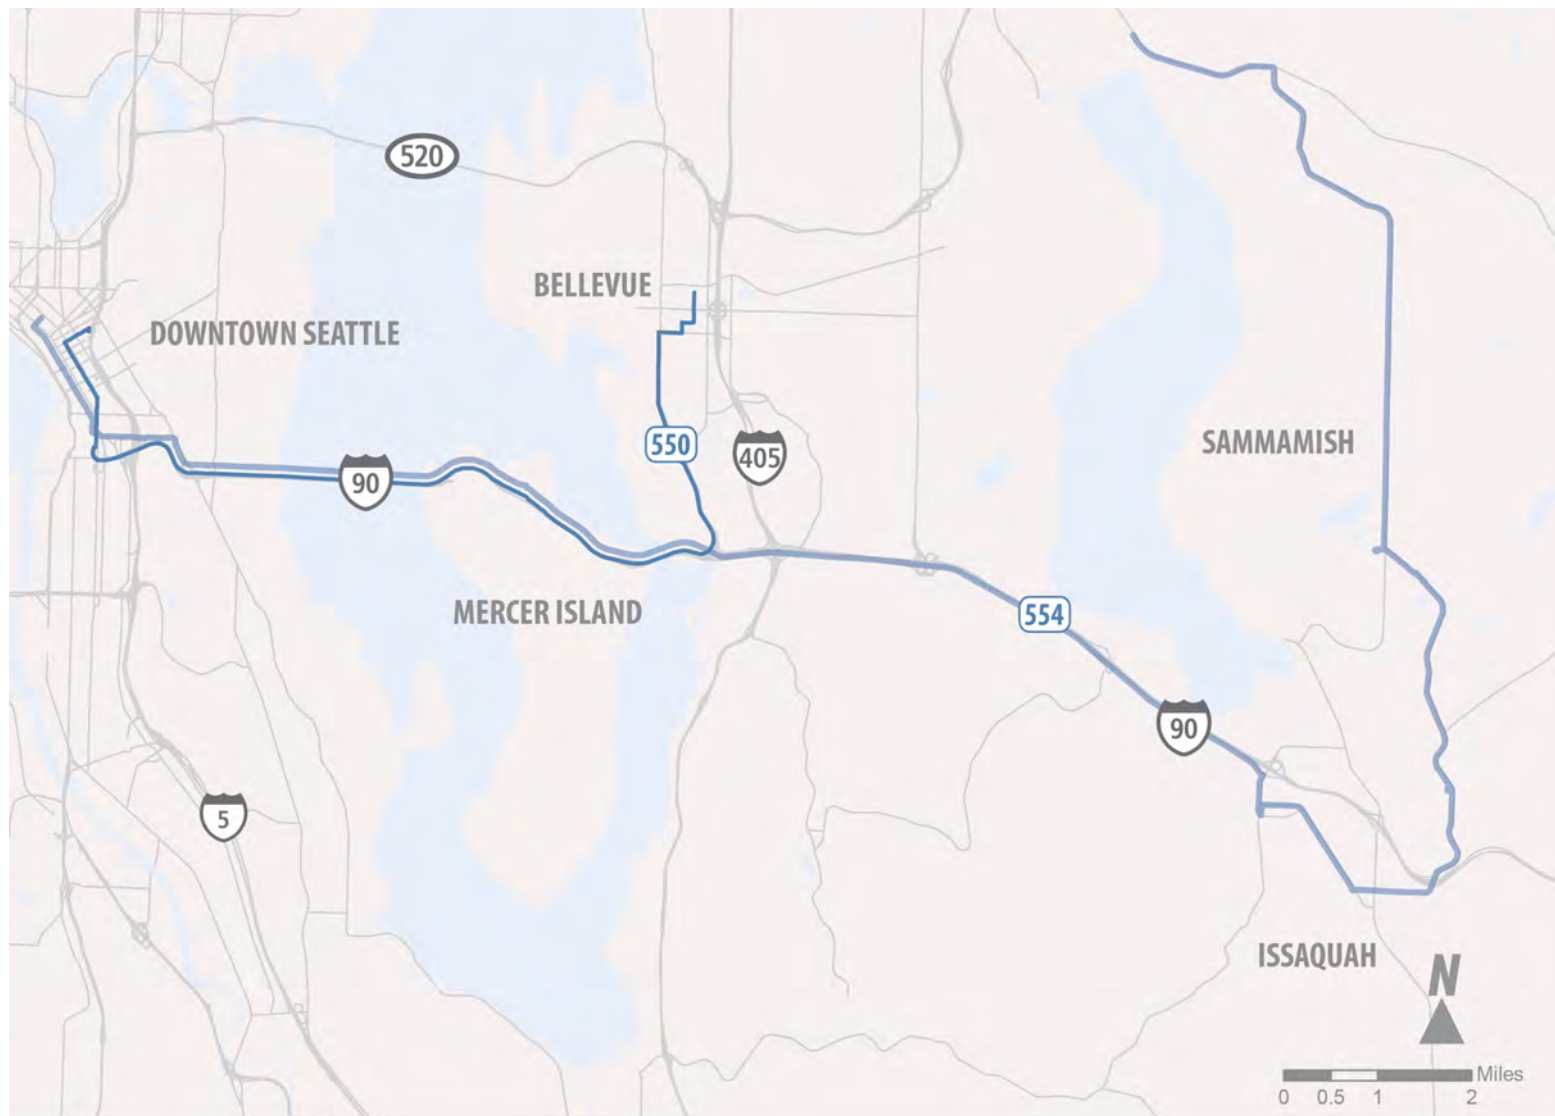 520
BELLEVUE
DOWNTOWN SEATTLE
550
405
SAMMAMISH
90
MERCER ISLAND
554
90
5
ISSAQUAH
N
Miles
0 0.5 1 2